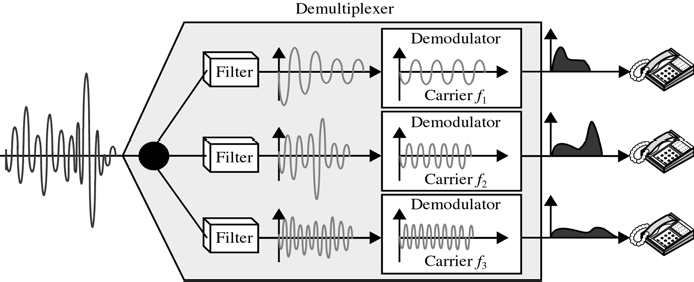 Demultiplexer
Demodulator
Filter
Carrier f₁
Demodulator
Filter
Carrier f₂
Demodulator
Filter
Carrier f₃